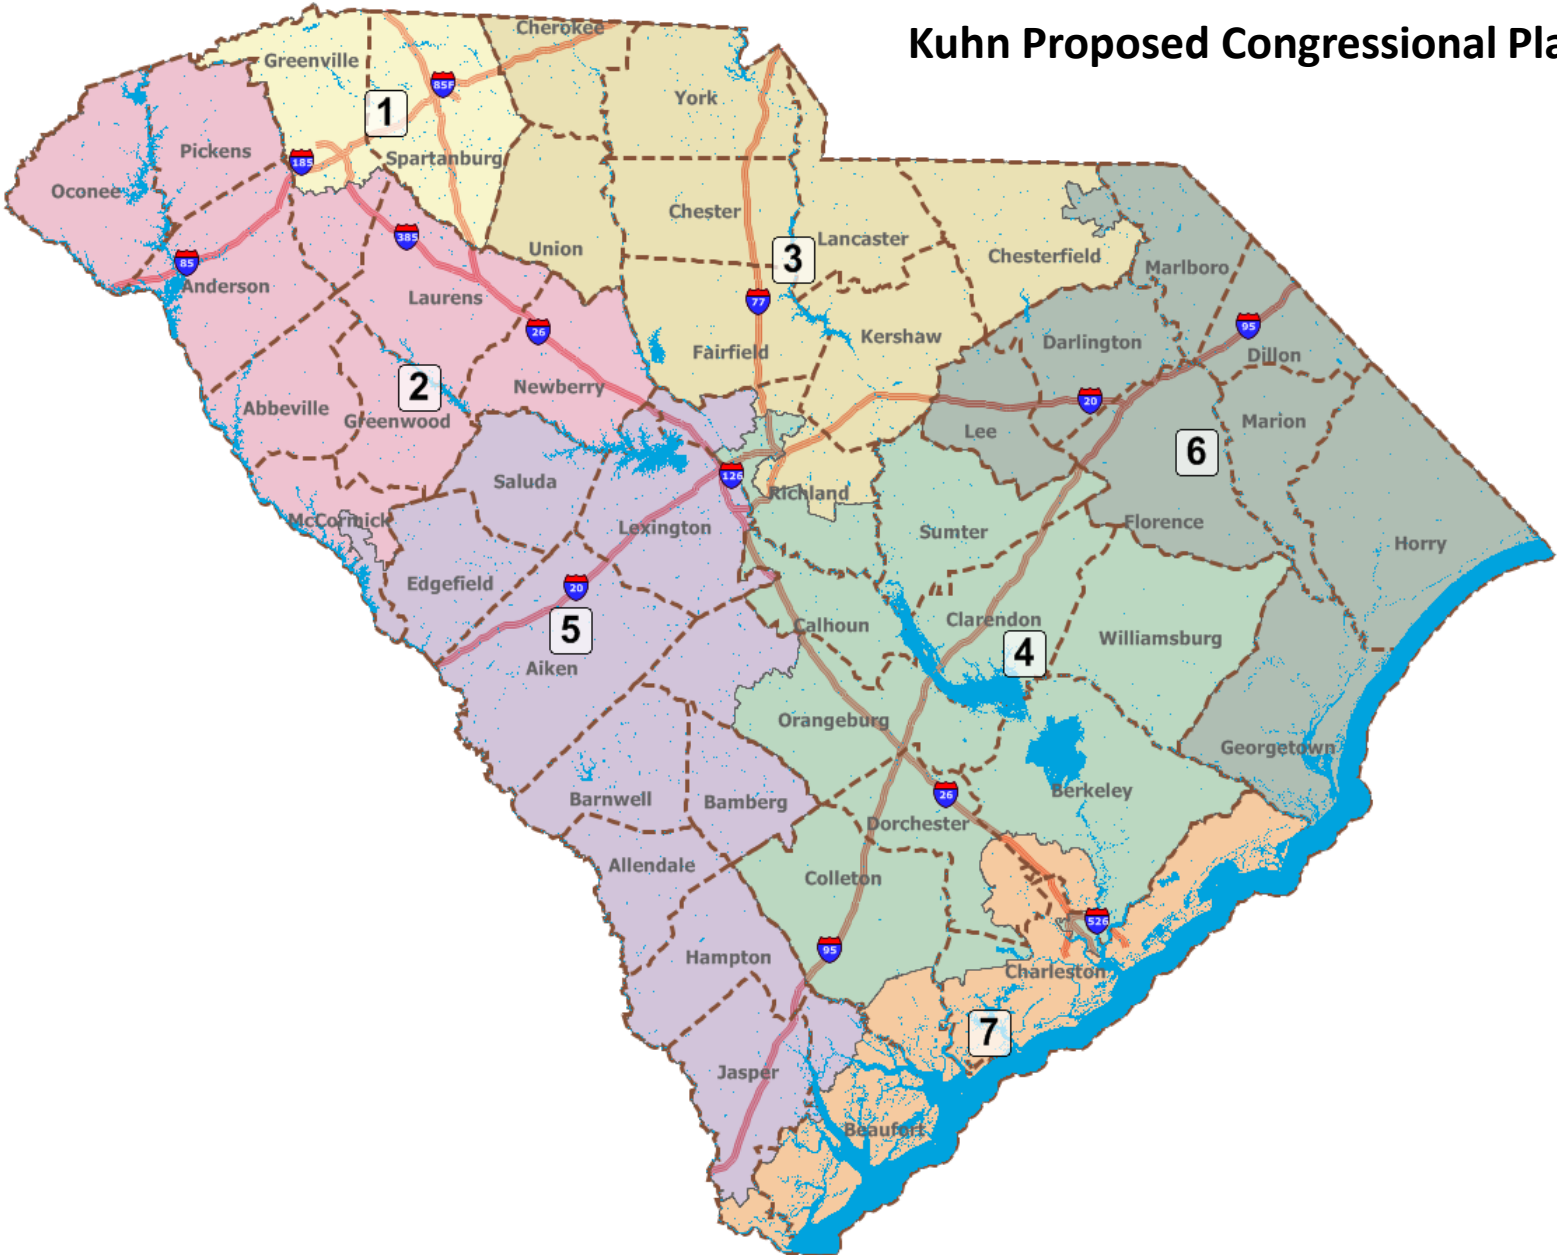 Kuhn Proposed Congressional Pla
Cherokee
Greenville
85F
York
1
Pickens
185
Spartanburg
Oconee
Chester
385
Union
Lancaster
3
Chesterfield
Marlboro
85
Anderson
Laurens
77
26
95
Kershaw
Darlington
Fairfield
Dillon
2
Newberry
20
Abbeville
Greenwood
Lee
6
Marion
126
Saluda
Richland
McCormick
Lexington
Sumter
Florence
Horry
Edgefield
20
5
Calhoun
Clarendon
4
Williamsburg
Aiken
Orangeburg
Georgetown
Barnwell
Bamberg
26
Berkeley
Dorchester
Allendale
Colleton
526
Hampton
95
Charleston
7
Jasper
Beaufort